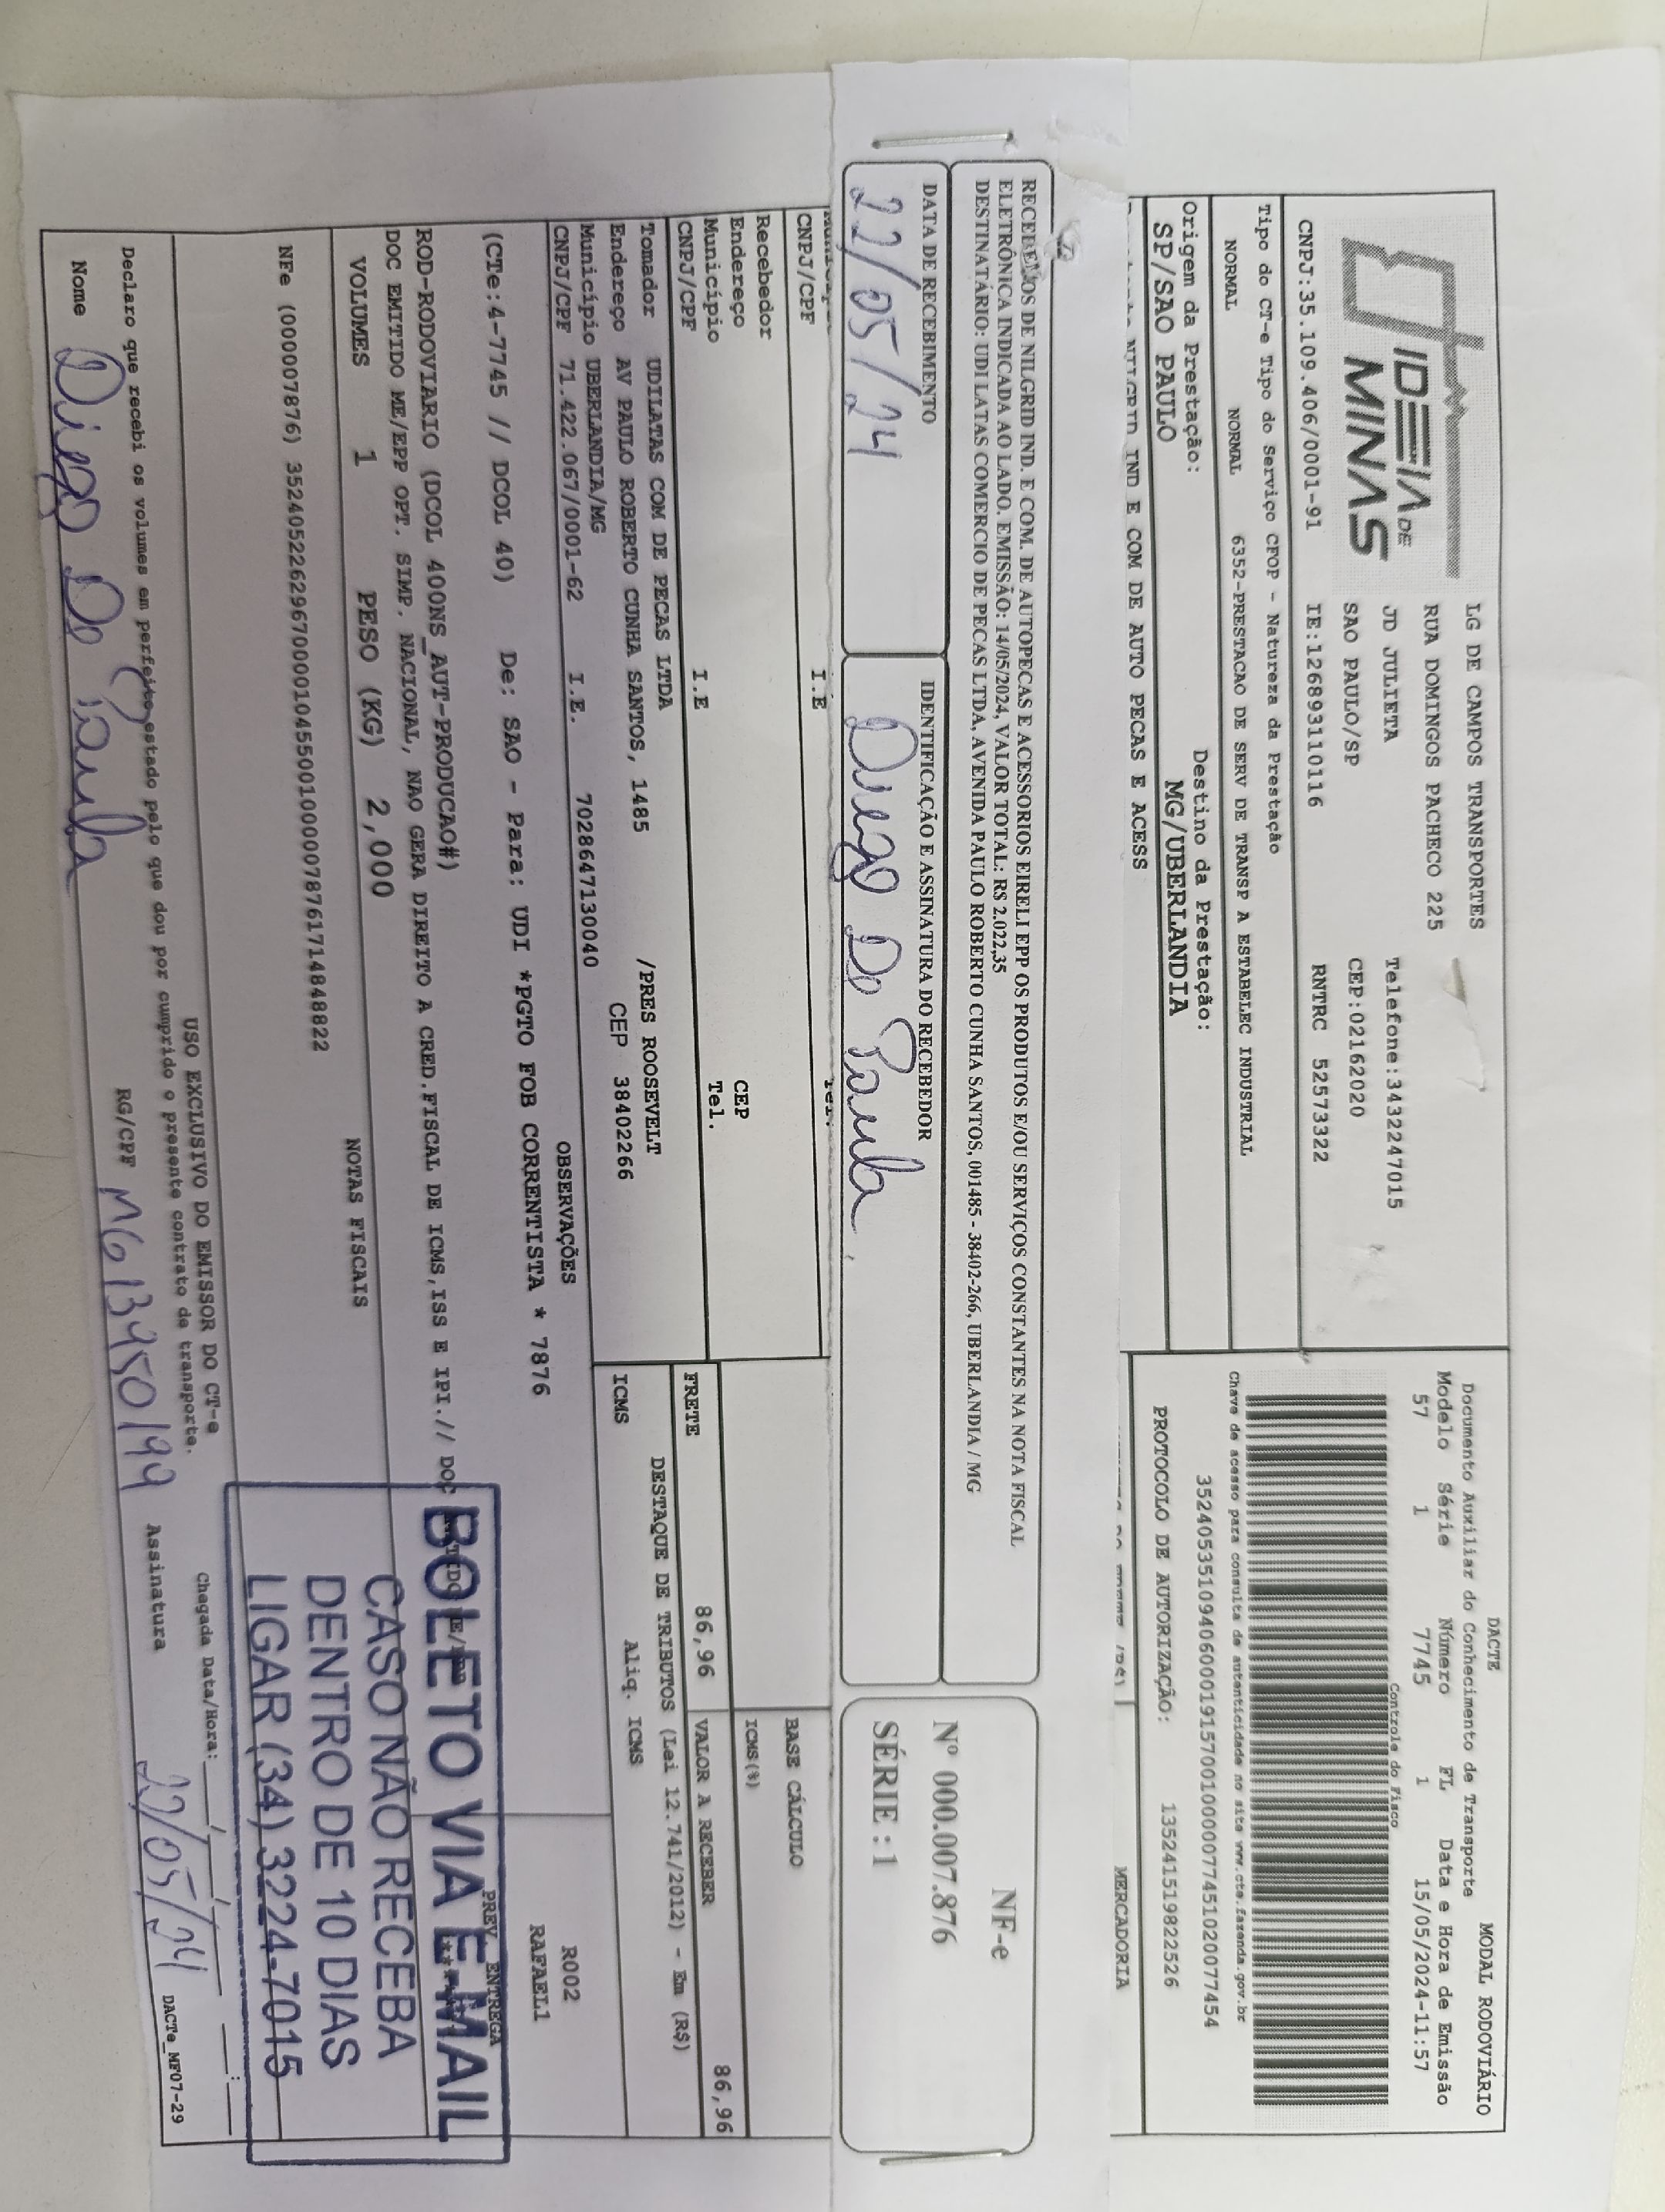 IDEIA DE
MINAS
LG DE CAMPOS TRANSPORTES
RUA DOMINGOS PACHECO 225
JD JULIETA Telefone:3432247015
SAO PAULO/SP CEP:02162020
CNPJ:35.109.406/0001-91 IE:126893110116 RNTRC 52573322
Tipo do CT-e Tipo do Serviço CFOP - Natureza da Prestação
NORMAL NORMAL 6352-PRESTACAO DE SERV DE TRANSP A ESTABELEC INDUSTRIAL
Origem da Prestação: Destino da Prestação:
SP/SAO PAULO MG/UBERLANDIA
NILGRID IND E COM DE AUTO PECAS E ACESS
DACTE MODAL RODOVIÁRIO
Documento Auxiliar do Conhecimento de Transporte
Modelo Série Número FL Data e Hora de Emissão
57 1 7745 1 15/05/2024-11:57
Controle do Fisco
Chave de acesso para consulta de autenticidade no site www.cte.fazenda.gov.br
35240535109406000191570010000077451020077454
PROTOCOLO DE AUTORIZAÇÃO: 135241519822526
MERCADORIA
RECEBEMOS DE NILGRID IND. E COM. DE AUTOPECAS E ACESSORIOS EIRELI EPP OS PRODUTOS E/OU SERVIÇOS CONSTANTES NA NOTA FISCAL
ELETRÔNICA INDICADA AO LADO. EMISSÃO: 14/05/2024, VALOR TOTAL: R$ 2.022,35
DESTINATÁRIO: UDI LATAS COMERCIO DE PECAS LTDA, AVENIDA PAULO ROBERTO CUNHA SANTOS, 001485 - 38402-266, UBERLANDIA / MG
DATA DE RECEBIMENTO IDENTIFICAÇÃO E ASSINATURA DO RECEBEDOR
22/05/24 Diego De Paula
NF-e
Nº 000.007.876
SÉRIE : 1
CNPJ/CPF I.E
Recebedor
Endereço CEP
Município Tel.
CNPJ/CPF I.E
BASE CÁLCULO
ICMS(%)
FRETE 86,96 VALOR A RECEBER 86,96
Tomador UDILATAS COM DE PECAS LTDA
Endereço AV PAULO ROBERTO CUNHA SANTOS, 1485 /PRES ROOSEVELT
Município UBERLANDIA/MG CEP 38402266
CNPJ/CPF 71.422.067/0001-62 I.E. 7028647130040
DESTAQUE DE TRIBUTOS (Lei 12.741/2012) - Em (R$)
ICMS Aliq. ICMS
OBSERVAÇÕES
R002
RAFAEL1
(CTe:4-7745 // DCOL 40) De: SAO - Para: UDI *PGTO FOB CORRENTISTA * 7876
PREV ENTREGA
ROD-RODOVIARIO (DCOL 400NS_AUT-PRODUCAO#)
DOC EMITIDO ME/EPP OPT. SIMP. NACIONAL, NAO GERA DIREITO A CRED.FISCAL DE ICMS,ISS E IPI.// DOC
VOLUMES 1 PESO (KG) 2,000 NOTAS FISCAIS
NFe (000007876) 35240522629670000104550010000078761714848822
BOLETO VIA E-MAIL
CASO NÃO RECEBA
DENTRO DE 10 DIAS
LIGAR (34) 3224-7015
USO EXCLUSIVO DO EMISSOR DO CT-e
Declaro que recebi os volumes em perfeito estado pelo que dou por cumprido o presente contrato de transporte.
Chegada Data/Hora: __/__/__ __:__
Nome Diego De Paula RG/CPF MG13450199 Assinatura 22/05/24
DACTe_MF07-29